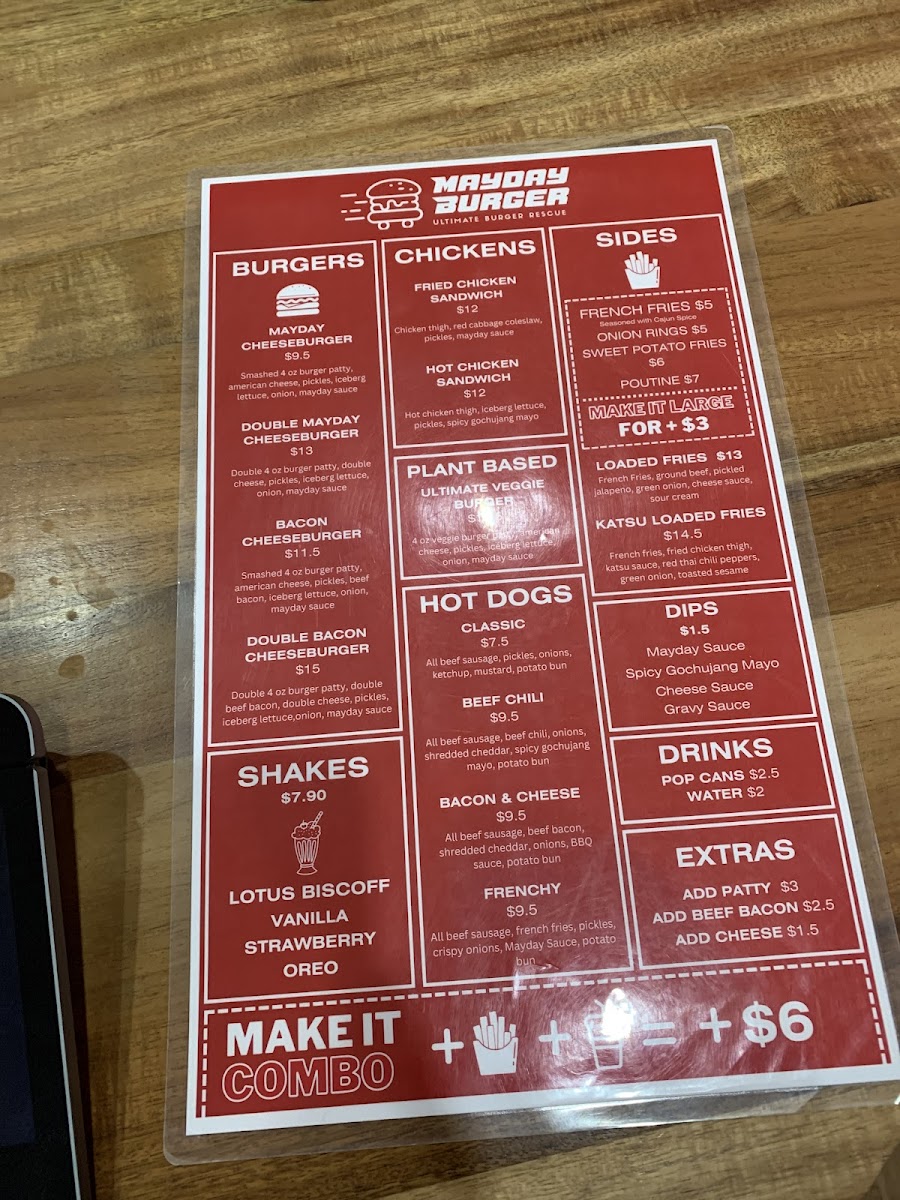 MAYDAY
BURGER
ULTIMATE BURGER RESCUE
BURGERS
MAYDAY
CHEESEBURGER
$9.5
Smashed 4 oz burger patty,
american cheese, pickles, iceberg
lettuce, onion, mayday sauce
DOUBLE MAYDAY
CHEESEBURGER
$13
Double 4 oz burger patty, double
cheese, pickles, iceberg lettuce,
onion, mayday sauce
BACON
CHEESEBURGER
$11.5
Smashed 4 oz burger patty,
american cheese, pickles, beef
bacon, iceberg lettuce, onion,
mayday sauce
DOUBLE BACON
CHEESEBURGER
$15
Double 4 oz burger patty, double
beef bacon, double cheese, pickles,
iceberg lettuce,onion, mayday sauce
SHAKES
$7.90
LOTUS BISCOFF
VANILLA
STRAWBERRY
OREO
CHICKENS
FRIED CHICKEN
SANDWICH
$12
Chicken thigh, red cabbage coleslaw,
pickles, mayday sauce
HOT CHICKEN
SANDWICH
$12
Hot chicken thigh, iceberg lettuce,
pickles, spicy gochujang mayo
PLANT BASED
ULTIMATE VEGGIE
BURGER
4 oz veggie burger patty, american
cheese, pickles, iceberg lettuce,
onion, mayday sauce
HOT DOGS
CLASSIC
$7.5
All beef sausage, pickles, onions,
ketchup, mustard, potato bun
BEEF CHILI
$9.5
All beef sausage, beef chili, onions,
shredded cheddar, spicy gochujang
mayo, potato bun
BACON & CHEESE
$9.5
All beef sausage, beef bacon,
shredded cheddar, onions, BBQ
sauce, potato bun
FRENCHY
$9.5
All beef sausage, french fries, pickles,
crispy onions, Mayday Sauce, potato
bun
SIDES
FRENCH FRIES $5
Seasoned with Cajun Spice
ONION RINGS $5
SWEET POTATO FRIES
$6
POUTINE $7
MAKE IT LARGE
FOR + $3
LOADED FRIES $13
French Fries, ground beef, pickled
jalapeno, green onion, cheese sauce,
sour cream
KATSU LOADED FRIES
$14.5
French fries, fried chicken thigh,
katsu sauce, red thai chili peppers,
green onion, toasted sesame
DIPS
$1.5
Mayday Sauce
Spicy Gochujang Mayo
Cheese Sauce
Gravy Sauce
DRINKS
POP CANS $2.5
WATER $2
EXTRAS
ADD PATTY $3
ADD BEEF BACON $2.5
ADD CHEESE $1.5
MAKE IT
COMBO
+ + = + $6